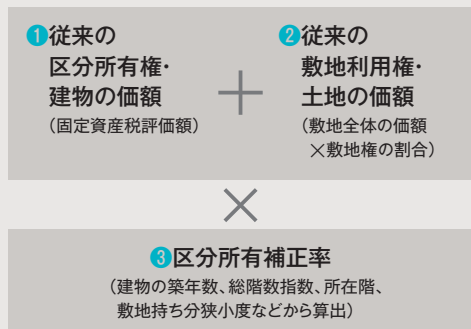 ❶従来の
区分所有権・
建物の価額
（固定資産税評価額）
＋
❷従来の
敷地利用権・
土地の価額
（敷地全体の価額
×敷地権の割合）
×
❸区分所有補正率
（建物の築年数、総階数指数、所在階、
敷地持ち分狭小度などから算出）